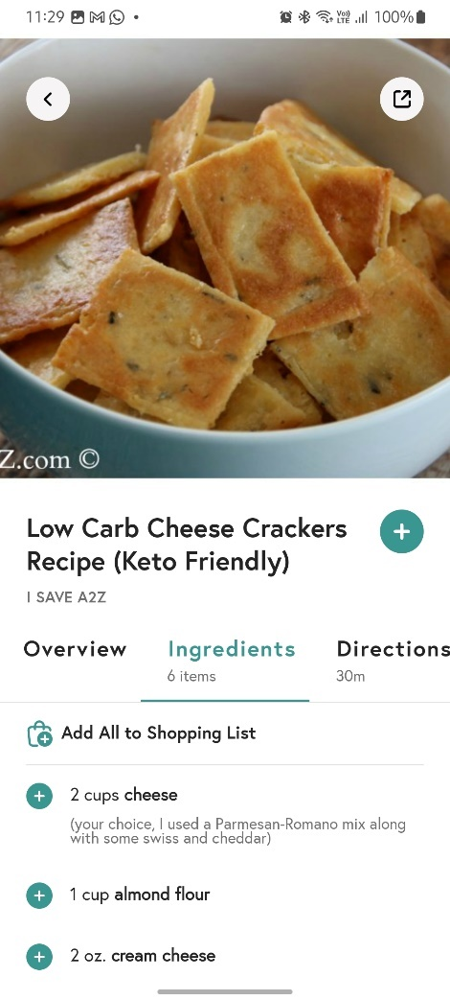 11:29 100%
Vo))
LTE
Z.com ©
Low Carb Cheese Crackers
Recipe (Keto Friendly)
I SAVE A2Z
Overview Ingredients Directions
6 items 30m
Add All to Shopping List
2 cups cheese
(your choice, I used a Parmesan-Romano mix along
with some swiss and cheddar)
1 cup almond flour
2 oz. cream cheese